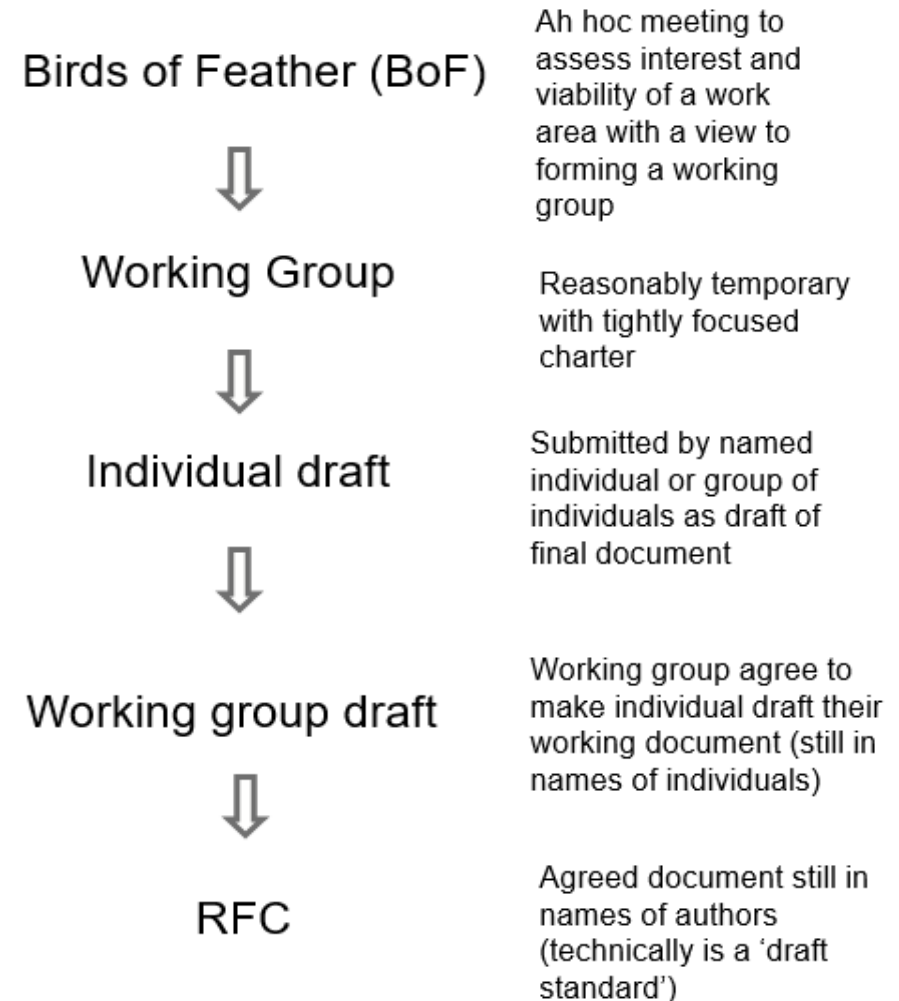 Birds of Feather (BoF)
Ah hoc meeting to
assess interest and
viability of a work
area with a view to
forming a working
group
Working Group
Reasonably temporary
with tightly focused
charter
Individual draft
Submitted by named
individual or group of
individuals as draft of
final document
Working group draft
Working group agree to
make individual draft their
working document (still in
names of individuals)
RFC
Agreed document still in
names of authors
(technically is a ‘draft
standard’)